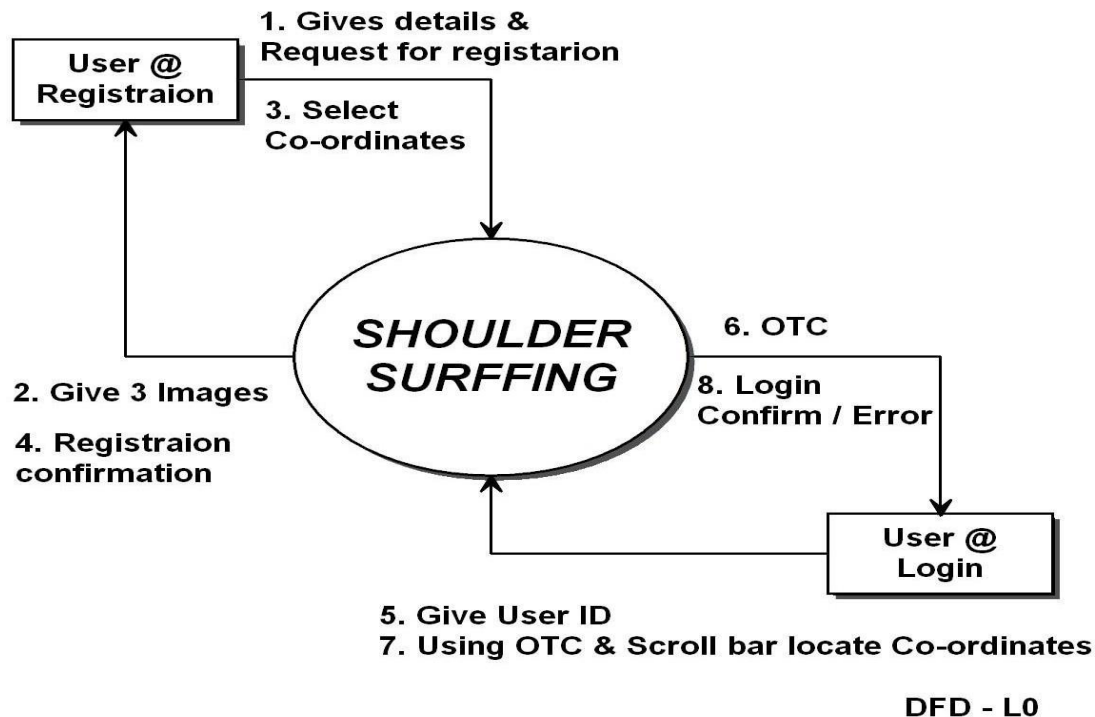 1. Gives details &
Request for registarion
User @
Registraion
3. Select
Co-ordinates
SHOULDER
SURFFING
6. OTC
8. Login
Confirm / Error
2. Give 3 Images
4. Registraion
confirmation
User @
Login
5. Give User ID
7. Using OTC & Scroll bar locate Co-ordinates
DFD - L0